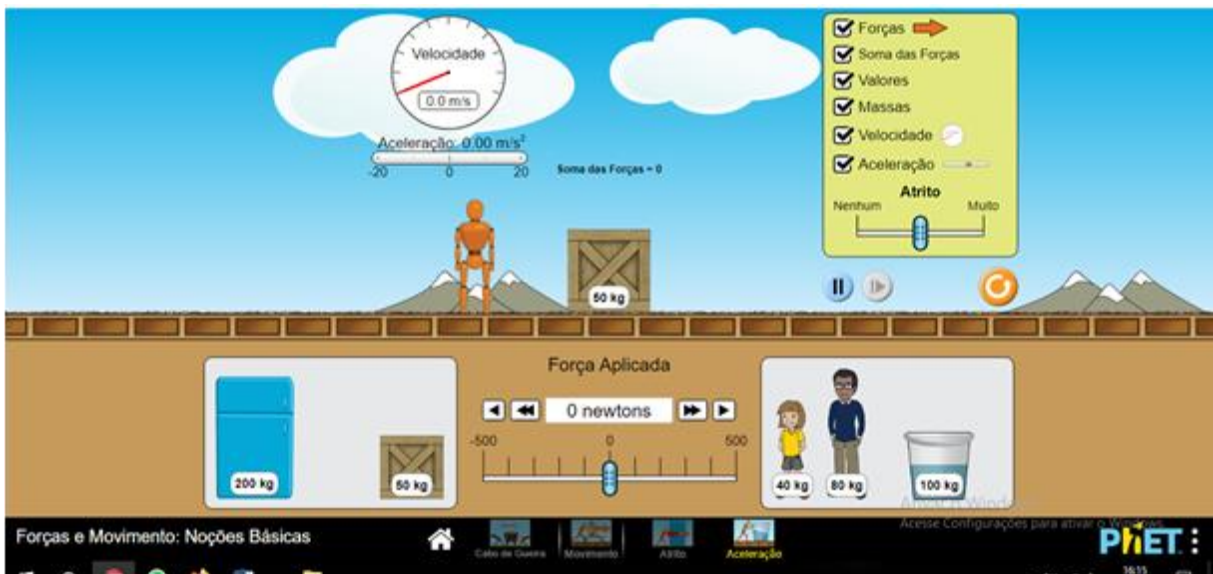 Velocidade
0.0 m/s
Aceleração: 0.00 m/s²
-20 0 20
Soma das Forças = 0
Forças
Soma das Forças
Valores
Massas
Velocidade
Aceleração
Atrito
Nenhum Muito
50 kg
Força Aplicada
0 newtons
-500 0 500
200 kg
50 kg
40 kg
80 kg
100 kg
Ativar o Windows
Acesse Configurações para ativar o Windows.
Forças e Movimento: Noções Básicas
Cabo de Guerra Movimento Atrito Aceleração
PhET
16:15